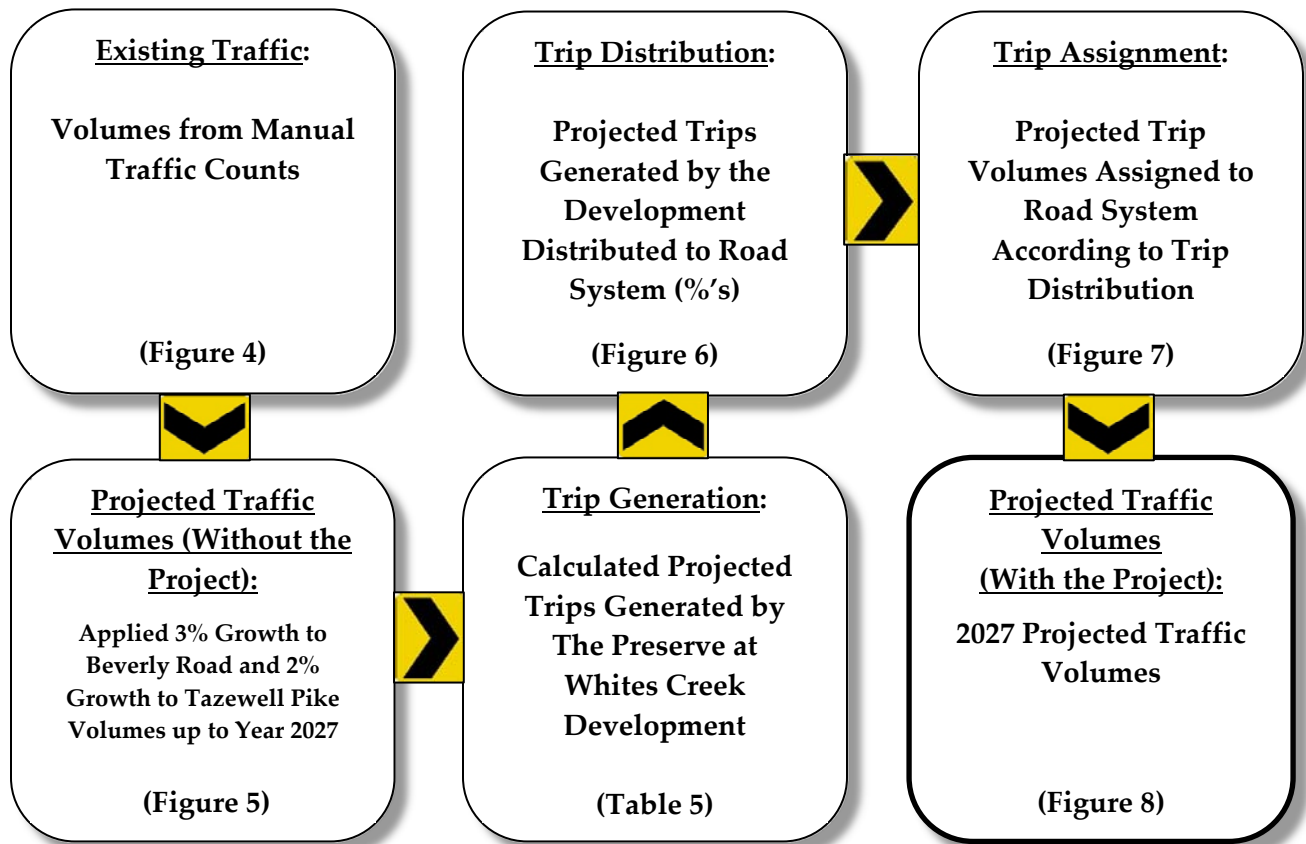 Existing Traffic:
Volumes from Manual
Traffic Counts
(Figure 4)
Projected Traffic
Volumes (Without the
Project):
Applied 3% Growth to
Beverly Road and 2%
Growth to Tazewell Pike
Volumes up to Year 2027
(Figure 5)
Trip Generation:
Calculated Projected
Trips Generated by
The Preserve at
Whites Creek
Development
(Table 5)
Trip Distribution:
Projected Trips
Generated by the
Development
Distributed to Road
System (%’s)
(Figure 6)
Trip Assignment:
Projected Trip
Volumes Assigned to
Road System
According to Trip
Distribution
(Figure 7)
Projected Traffic
Volumes
(With the Project):
2027 Projected Traffic
Volumes
(Figure 8)